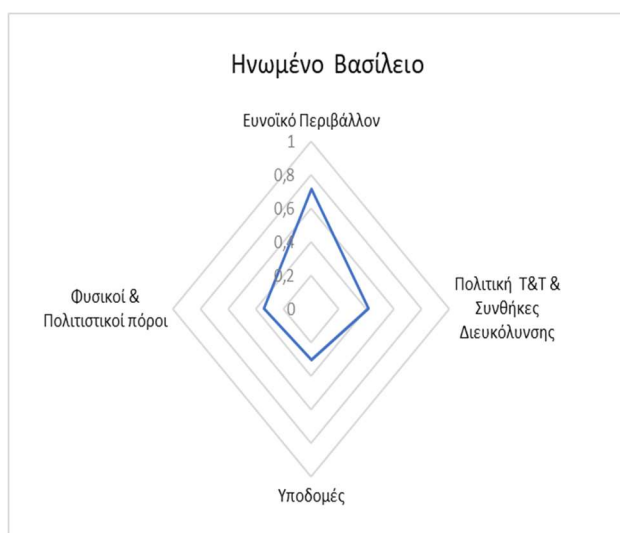 Ηνωμένο Βασίλειο
Ευνοϊκό Περιβάλλον
1
0,8
0,6
0,4
0,2
0
Πολιτική Τ&Τ &
Συνθήκες
Διευκόλυνσης
Φυσικοί &
Πολιτιστικοί πόροι
Υποδομές